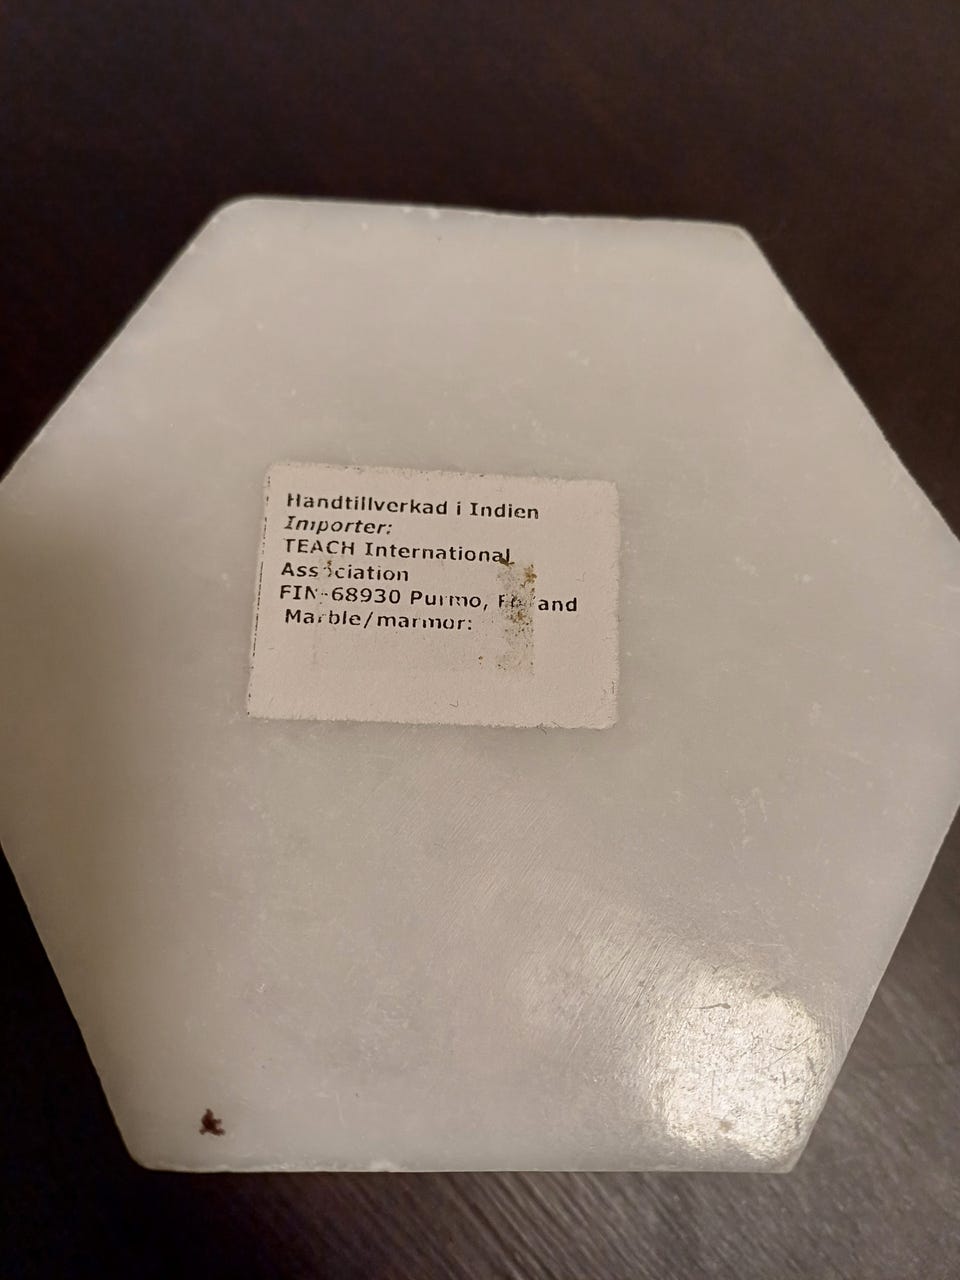 Handtillverkad i Indien
Importer:
TEACH International
Association
FIN-68930 Purmo, Finland
Marble/marmor: